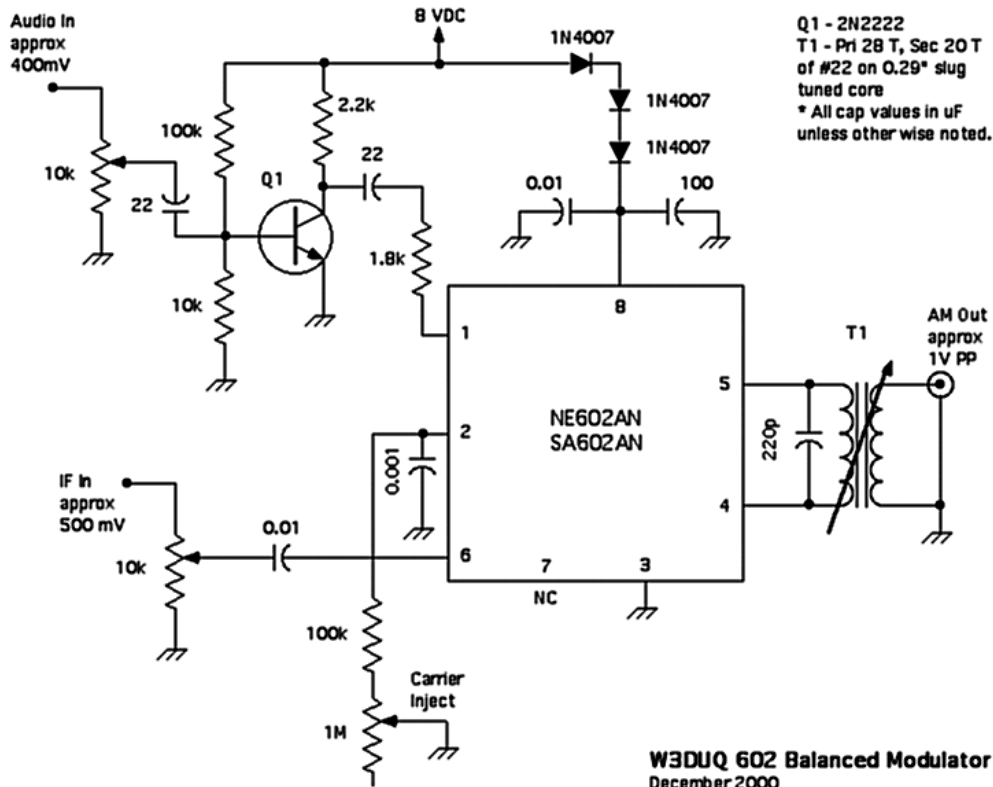 Audio In
approx
400mV
8 VDC
1N4007
Q1 - 2N2222
T1 - Pri 28 T, Sec 20 T
of #22 on 0.29" slug
tuned core
* All cap values in uF
unless other wise noted.
1N4007
1N4007
100k
2.2k
10k
22
Q1
22
0.01
100
1.8k
10k
8
1
AM Out
approx
1V PP
T1
5
NE602AN
SA602AN
220p
2
0.001
4
IF In
approx
500 mV
0.01
6
10k
7
3
NC
100k
Carrier
Inject
1M
W3DUQ 602 Balanced Modulator
December 2000